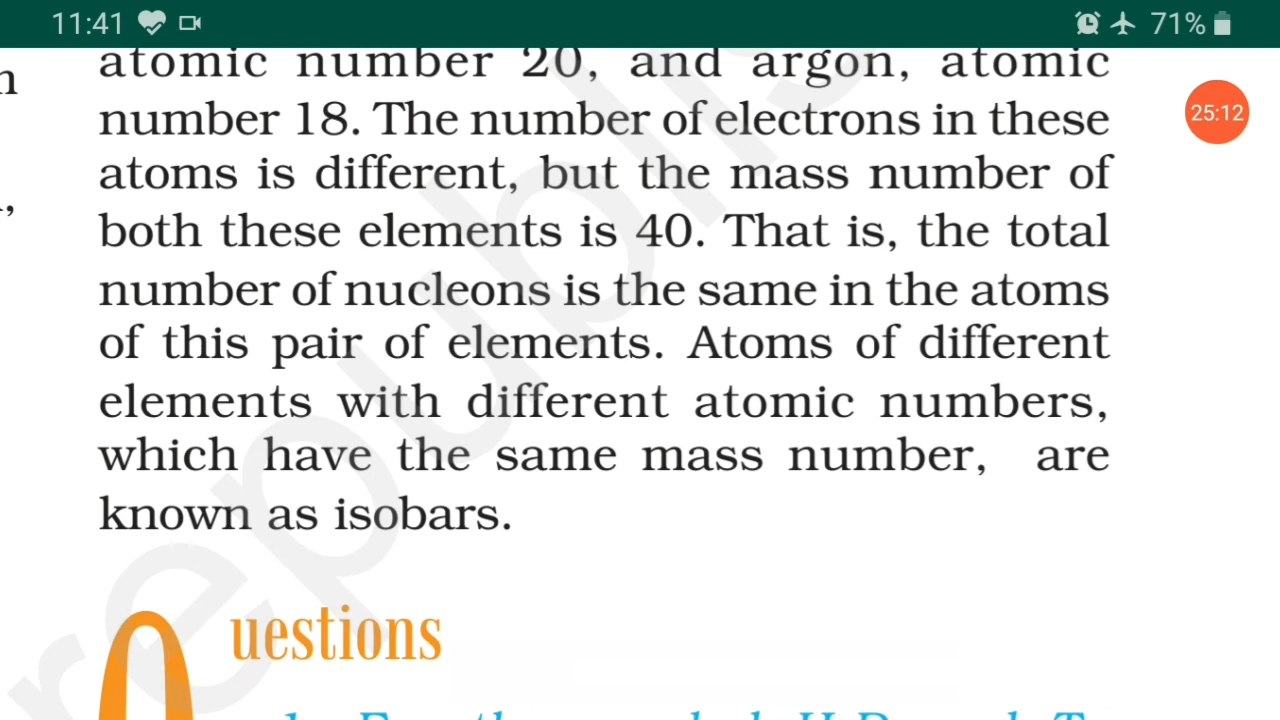 11:41 71%
n
atomic number 20, and argon, atomic
25:12
number 18. The number of electrons in these
atoms is different, but the mass number of
both these elements is 40. That is, the total
number of nucleons is the same in the atoms
of this pair of elements. Atoms of different
elements with different atomic numbers,
which have the same mass number, are
known as isobars.
republis
Questions
1.